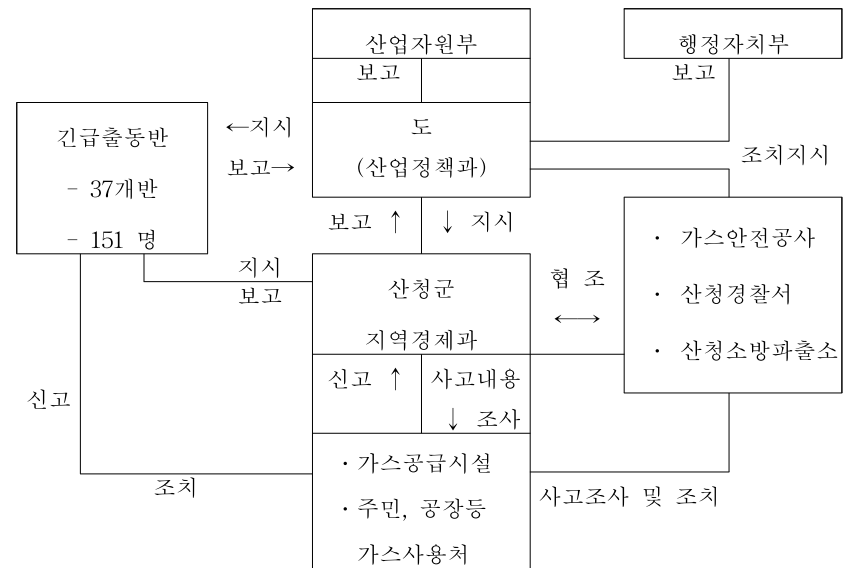 산업자원부
행정자치부
보고
보고
긴급출동반
- 37개반
- 151 명
←지시
보고→
도
(산업정책과)
조치지시
보고 ↑ ↓ 지시
· 가스안전공사
· 산청경찰서
· 산청소방파출소
지시
보고
산청군
지역경제과
협 조
←→
신고 ↑
사고내용
↓ 조사
신고
조치
·가스공급시설
·주민, 공장등
가스사용처
사고조사 및 조치